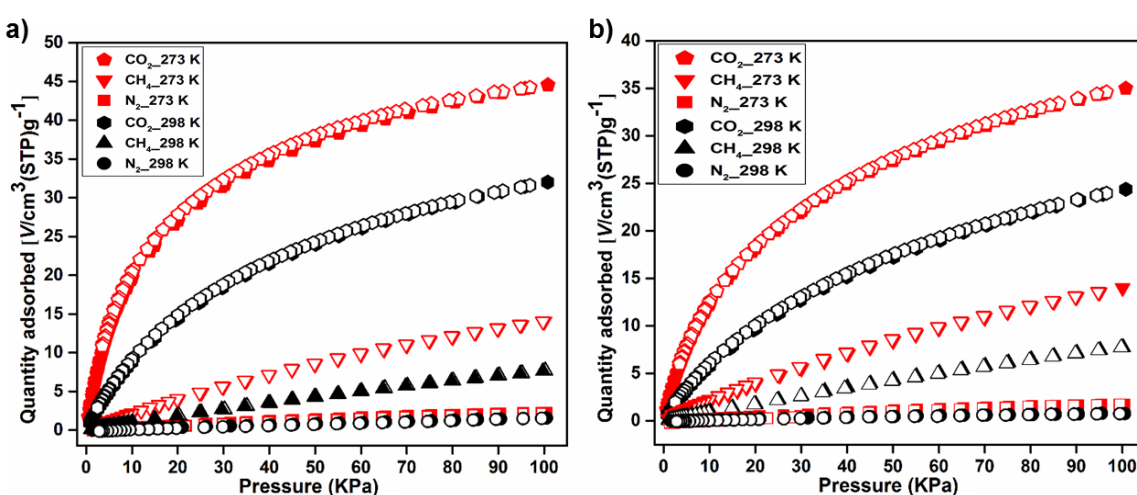 a)
Quantity adsorbed [V/cm³(STP)g⁻¹]
50
45
40
35
30
25
20
15
10
5
0
CO₂_273 K
CH₄_273 K
N₂_273 K
CO₂_298 K
CH₄_298 K
N₂_298 K
0 10 20 30 40 50 60 70 80 90 100
Pressure (KPa)
b)
Quantity adsorbed [V/cm³(STP)g⁻¹]
40
35
30
25
20
15
10
5
0
CO₂_273 K
CH₄_273 K
N₂_273 K
CO₂_298 K
CH₄_298 K
N₂_298 K
0 10 20 30 40 50 60 70 80 90 100
Pressure (KPa)